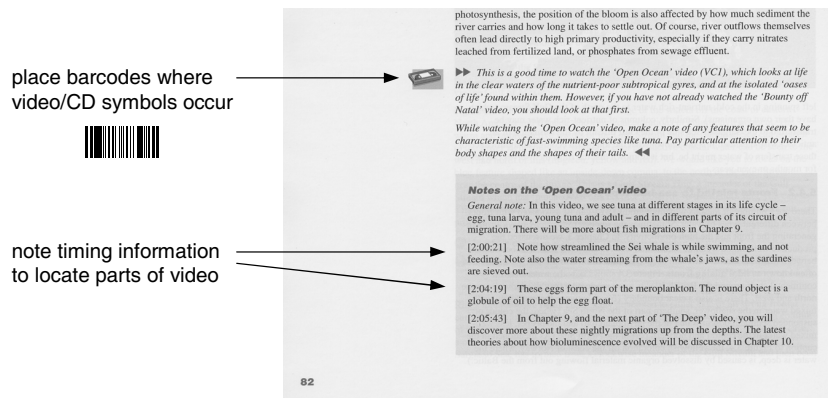 photosynthesis, the position of the bloom is also affected by how much sediment the
river carries and how long it takes to settle out. Of course, river outflows themselves
often lead directly to high primary productivity, especially if they carry nitrates
leached from fertilized land, or phosphates from sewage effluent.
place barcodes where
video/CD symbols occur
▶▶ This is a good time to watch the ‘Open Ocean’ video (VC1), which looks at life
in the clear waters of the nutrient-poor subtropical gyres, and at the isolated ‘oases
of life’ found within them. However, if you have not already watched the ‘Bounty off
Natal’ video, you should look at that first.
While watching the ‘Open Ocean’ video, make a note of any features that seem to be
characteristic of fast-swimming species like tuna. Pay particular attention to their
body shapes and the shapes of their tails. ◀◀
Notes on the ‘Open Ocean’ video
General note: In this video, we see tuna at different stages in its life cycle –
egg, tuna larva, young tuna and adult – and in different parts of its circuit of
migration. There will be more about fish migrations in Chapter 9.
note timing information
to locate parts of video
[2:00:21] Note how streamlined the Sei whale is while swimming, and not
feeding. Note also the water streaming from the whale’s jaws, as the sardines
are sieved out.
[2:04:19] These eggs form part of the meroplankton. The round object is a
globule of oil to help the egg float.
[2:05:43] In Chapter 9, and the next part of ‘The Deep’ video, you will
discover more about these nightly migrations up from the depths. The latest
theories about how bioluminescence evolved will be discussed in Chapter 10.
82